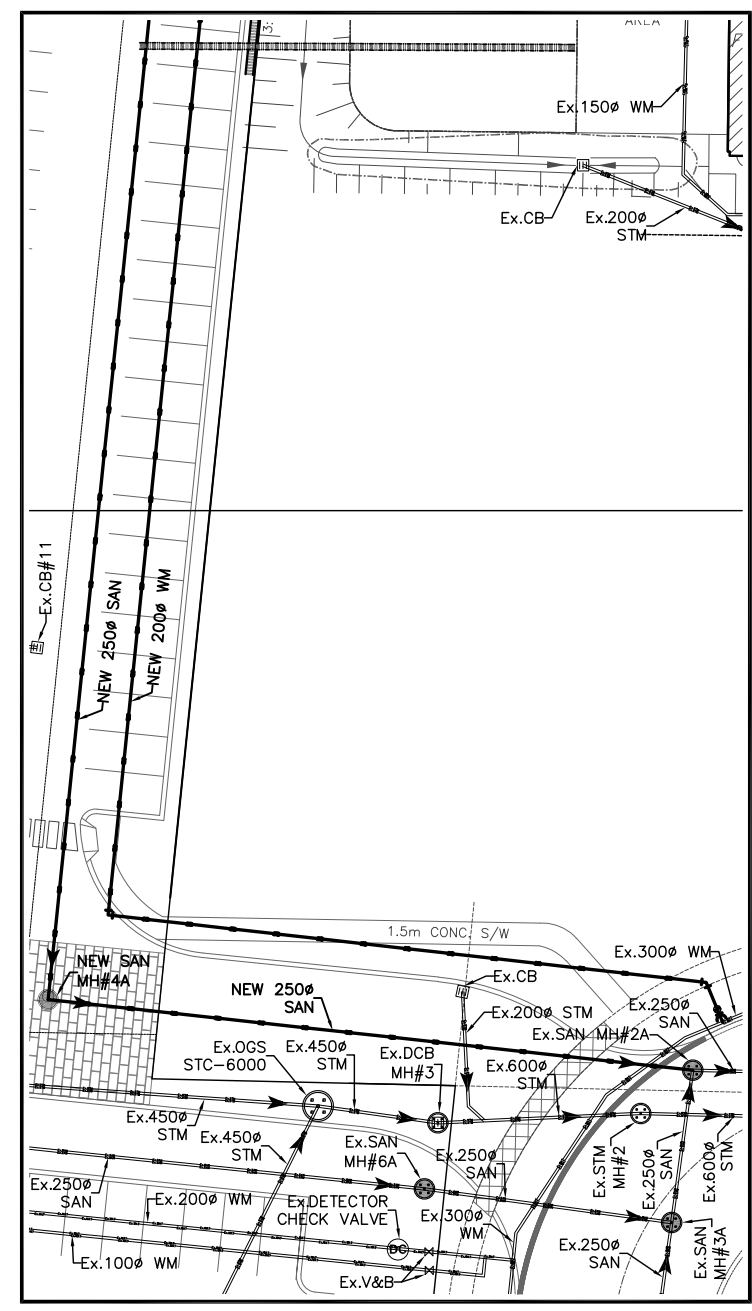 AREA
3:
Ex.150ø WM
Ex.CB
Ex.200ø
STM
Ex.CB#11
NEW 250ø SAN
NEW 200ø WM
1.5m CONC. S/W
Ex.300ø WM
NEW SAN
MH#4A
NEW 250ø
SAN
Ex.CB
Ex.200ø STM
Ex.250ø
SAN
Ex.SAN MH#2A
Ex.OGS
STC-6000
Ex.450ø
STM
Ex.DCB
MH#3
Ex.600ø
STM
Ex.450ø
STM
Ex.450ø
STM
Ex.SAN
MH#6A
Ex.250ø
SAN
Ex.STM
MH#2
Ex.250ø
SAN
Ex.600ø
STM
Ex.250ø
SAN
Ex.200ø WM
Ex.DETECTOR
CHECK VALVE
DC
Ex.300ø
WM
Ex.100ø WM
Ex.V&B
Ex.250ø
SAN
Ex.SAN
MH#3A